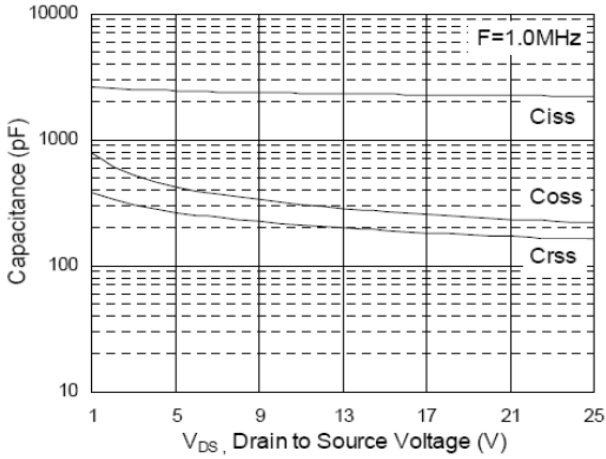 10000
F=1.0MHz
Ciss
1000
Capacitance (pF)
Coss
Crss
100
10
1 5 9 13 17 21 25
VDS , Drain to Source Voltage (V)